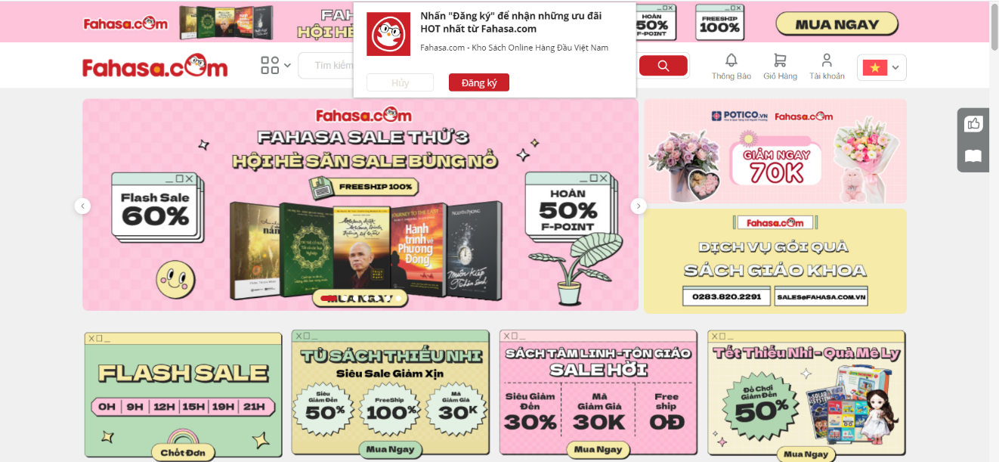 Fahasa.com
HOÀN
50%
F-POINT
FREESHIP
100%
MUA NGAY
Nhấn "Đăng ký" để nhận những ưu đãi
HOT nhất từ Fahasa.com
Fahasa.com - Kho Sách Online Hàng Đầu Việt Nam
Hủy
Đăng ký
Fahasa.com
Tìm kiếm
Thông Báo
Giỏ Hàng
Tài khoản
Fahasa.com
FAHASA SALE THỨ 3
HỘI HÈ SĂN SALE BÙNG NỔ
FREESHIP 100%
Flash Sale
60%
HOÀN
50%
F-POINT
JOURNEY TO THE EAST
Hành
trình về
Phương
Đông
NGUYÊN PHONG
Muôn Kiếp
Nhân Sinh
MUA NGAY
POTICO.VN
Fahasa.com
GIẢM NGAY
70K
Fahasa.com
DỊCH VỤ GÓI QUÀ
SÁCH GIÁO KHOA
0283.820.2291
SALES@FAHASA.COM.VN
FLASH SALE
0H
9H
12H
15H
19H
21H
Chốt Đơn
TỦ SÁCH THIẾU NHI
Siêu Sale Giảm Xịn
Siêu
Giảm Đến
50%
FreeShip
100%
Mã
Giảm Giá
30K
Mua Ngay
SÁCH TÂM LINH - TÔN GIÁO
SALE HỜI
Siêu Giảm
Đến
30%
Mã
Giảm Giá
30K
Free
ship
0Đ
Mua Ngay
Tết Thiếu Nhi - Quà Mê Ly
Đồ Chơi
Giảm Đến
50%
SOLAR
SYSTEM
Mua Ngay